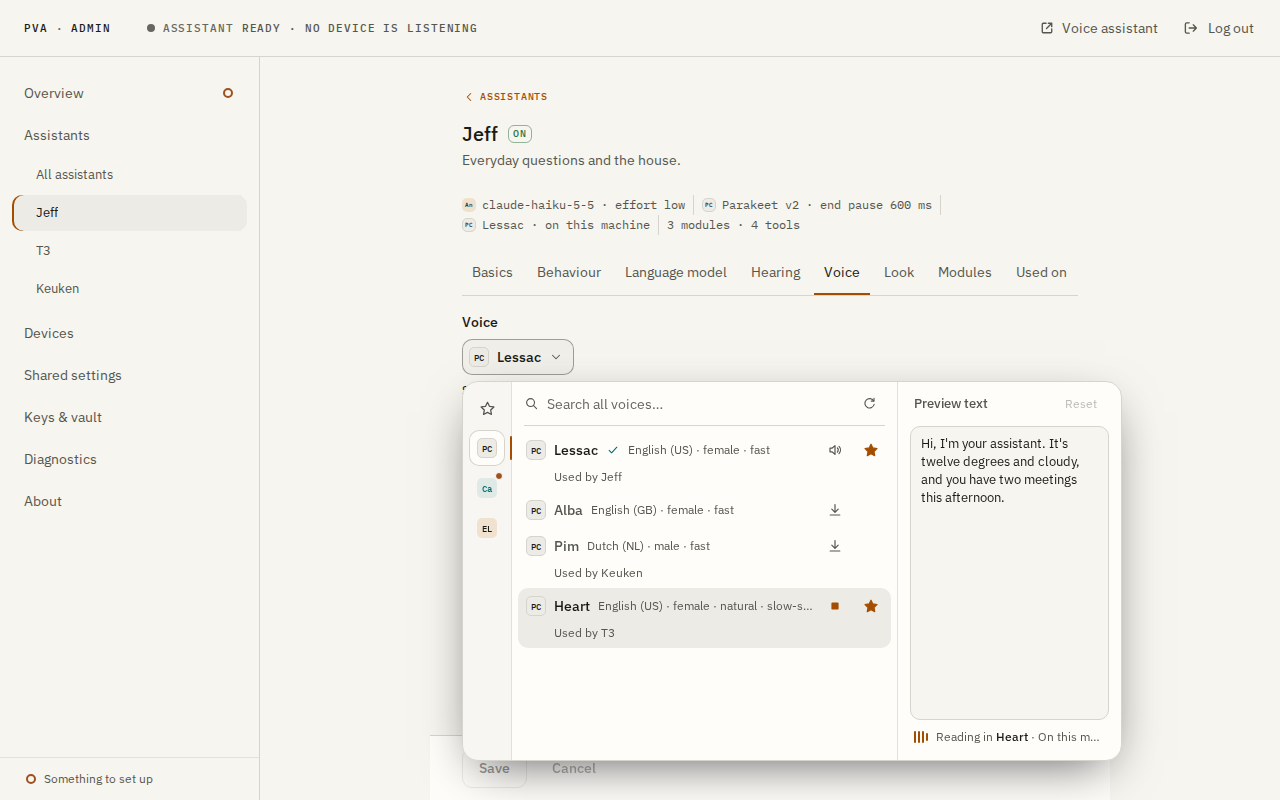 PVA · ADMIN
ASSISTANT READY · NO DEVICE IS LISTENING
Voice assistant
Log out
Overview
Assistants
All assistants
Jeff
T3
Keuken
Devices
Shared settings
Keys & vault
Diagnostics
About
Something to set up
ASSISTANTS
Jeff ON
Everyday questions and the house.
An claude-haiku-5-5 · effort low PC Parakeet v2 · end pause 600 ms
PC Lessac · on this machine 3 modules · 4 tools
Basics Behaviour Language model Hearing Voice Look Modules Used on
Voice
PC Lessac
PC
Ca
EL
Search all voices…
PC Lessac English (US) · female · fast
Used by Jeff
PC Alba English (GB) · female · fast
PC Pim Dutch (NL) · male · fast
Used by Keuken
PC Heart English (US) · female · natural · slow-s…
Used by T3
Preview text Reset
Hi, I'm your assistant. It's
twelve degrees and cloudy,
and you have two meetings
this afternoon.
Reading in Heart · On this m…
Save Cancel